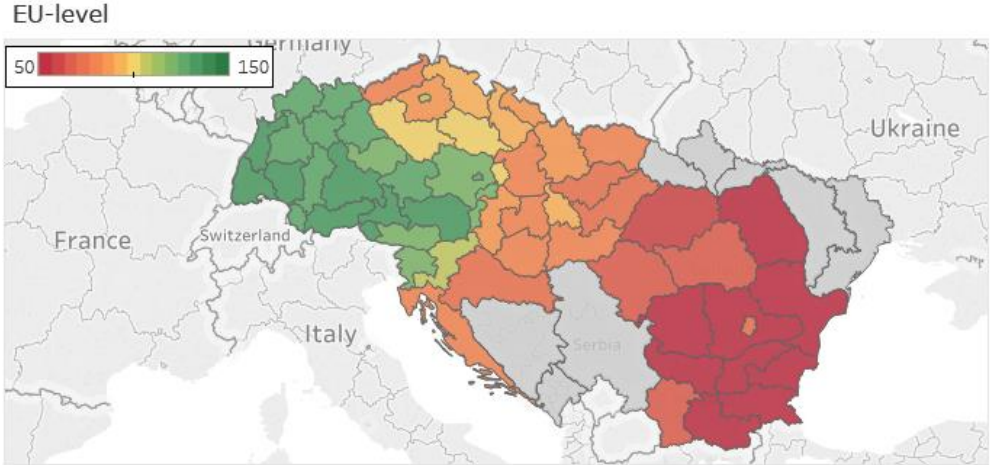 EU-level
50 150
Germany
Ukraine
France
Switzerland
Italy
Serbia